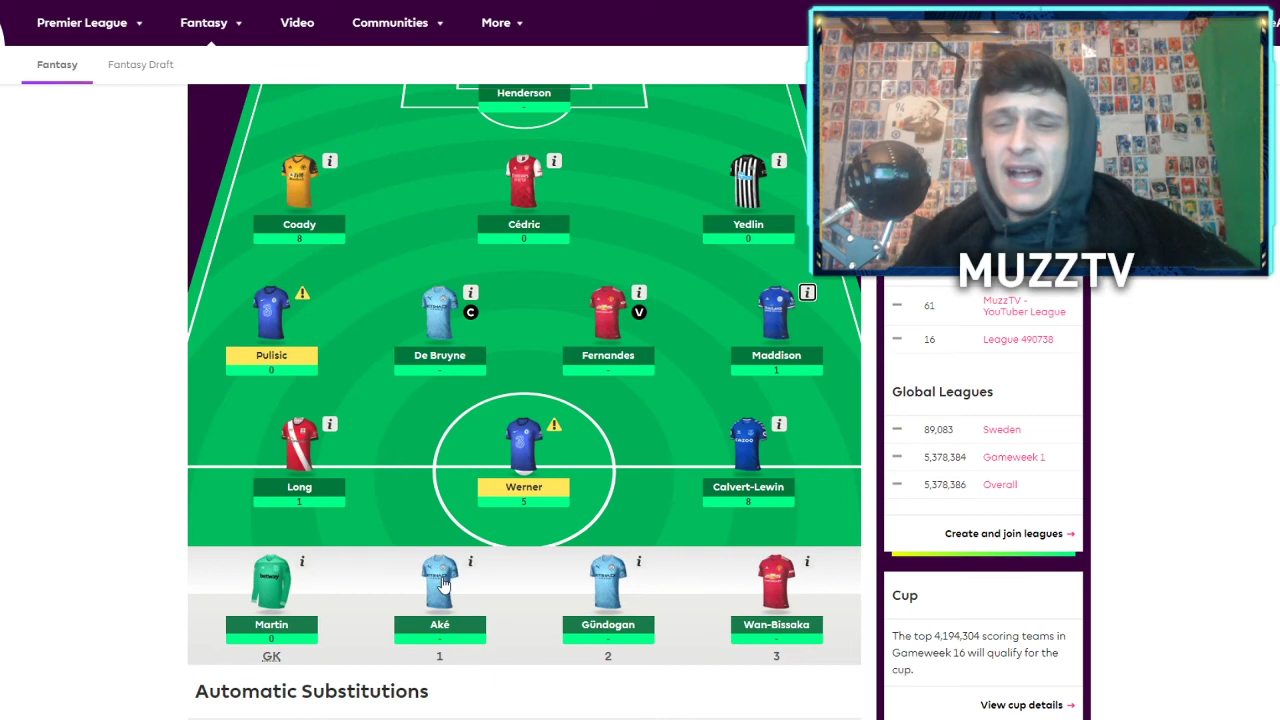 Premier League
Fantasy
Video
Communities
More
Fantasy
Fantasy Draft
94
MUZZTV
Henderson
-
Coady
8
Cédric
0
Yedlin
0
Pulisic
0
C
De Bruyne
-
V
Fernandes
-
Maddison
1
Long
1
Werner
5
Calvert-Lewin
8
Martin
0
GK
Aké
-
1
Gündogan
-
2
Wan-Bissaka
-
3
Automatic Substitutions
61 MuzzTV -
YouTuber League
16 League 490738
Global Leagues
89,083 Sweden
5,378,384 Gameweek 1
5,378,386 Overall
Create and join leagues →
Cup
The top 4,194,304 scoring teams in
Gameweek 16 will qualify for the
cup.
View cup details →